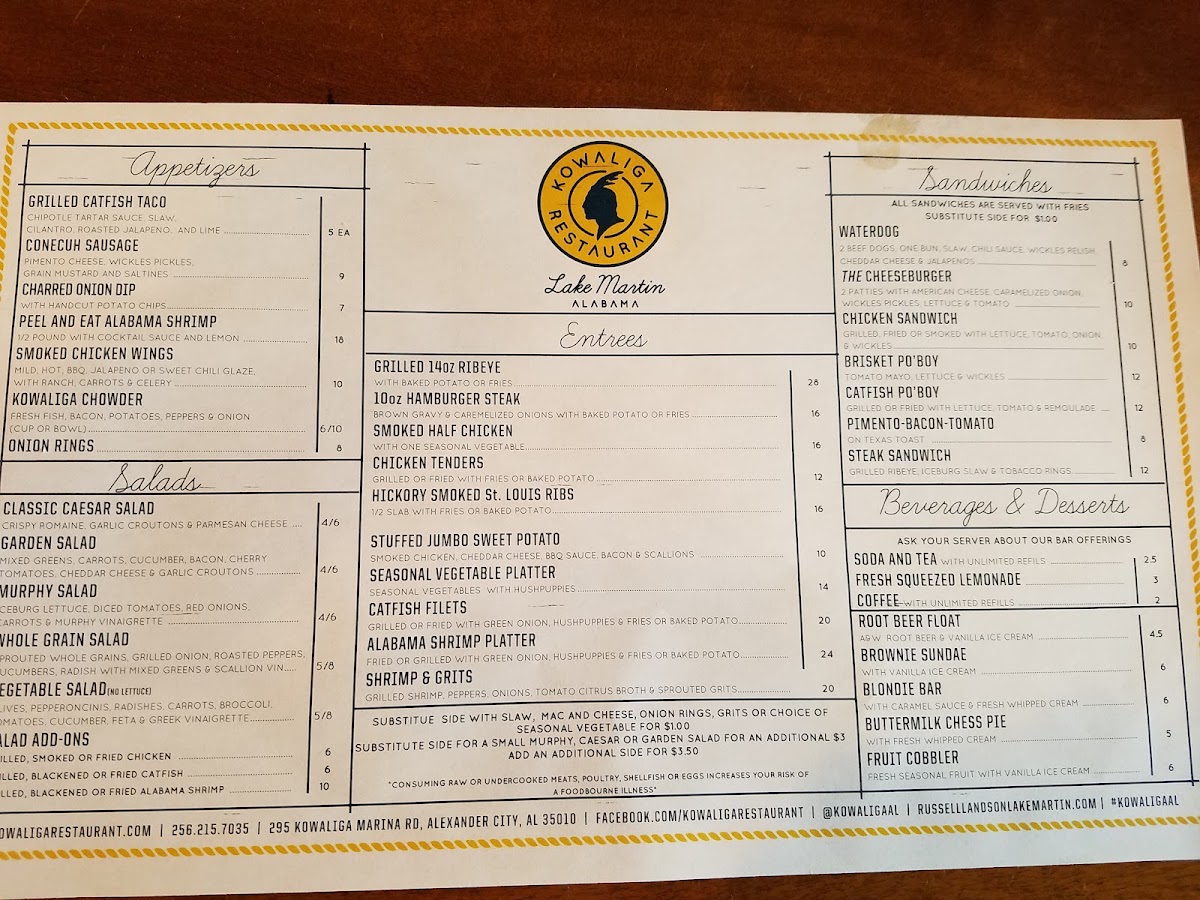 Appetizers
GRILLED CATFISH TACO
CHIPOTLE TARTAR SAUCE, SLAW,
CILANTRO, ROASTED JALAPENO, AND LIME 5 EA
CONECUH SAUSAGE
PIMENTO CHEESE, WICKLES PICKLES,
GRAIN MUSTARD AND SALTINES 9
CHARRED ONION DIP
WITH HANDCUT POTATO CHIPS 7
PEEL AND EAT ALABAMA SHRIMP
1/2 POUND WITH COCKTAIL SAUCE AND LEMON 18
SMOKED CHICKEN WINGS
MILD, HOT, BBQ, JALAPENO OR SWEET CHILI GLAZE,
WITH RANCH, CARROTS & CELERY 10
KOWALIGA CHOWDER
FRESH FISH, BACON, POTATOES, PEPPERS & ONION
(CUP OR BOWL) 6/10
ONION RINGS 8
Salads
CLASSIC CAESAR SALAD
CRISPY ROMAINE, GARLIC CROUTONS & PARMESAN CHEESE 4/6
GARDEN SALAD
MIXED GREENS, CARROTS, CUCUMBER, BACON, CHERRY
TOMATOES, CHEDDAR CHEESE & GARLIC CROUTONS 4/6
MURPHY SALAD
ICEBURG LETTUCE, DICED TOMATOES, RED ONIONS,
CARROTS & MURPHY VINAIGRETTE 4/6
WHOLE GRAIN SALAD
SPROUTED WHOLE GRAINS, GRILLED ONION, ROASTED PEPPERS,
CUCUMBERS, RADISH WITH MIXED GREENS & SCALLION VIN 5/8
EGETABLE SALAD (NO LETTUCE)
LIVES, PEPPERONCINIS, RADISHES, CARROTS, BROCCOLI,
OMATOES, CUCUMBER, FETA & GREEK VINAIGRETTE 5/8
ALAD ADD-ONS
ILLED, SMOKED OR FRIED CHICKEN 6
ILLED, BLACKENED OR FRIED CATFISH 6
LLED, BLACKENED OR FRIED ALABAMA SHRIMP 10
KOWALIGA
RESTAURANT
Lake Martin
ALABAMA
Entrees
GRILLED 14oz RIBEYE
WITH BAKED POTATO OR FRIES 28
10oz HAMBURGER STEAK
BROWN GRAVY & CAREMELIZED ONIONS WITH BAKED POTATO OR FRIES 16
SMOKED HALF CHICKEN
WITH ONE SEASONAL VEGETABLE 16
CHICKEN TENDERS
GRILLED OR FRIED WITH FRIES OR BAKED POTATO 12
HICKORY SMOKED St. LOUIS RIBS
1/2 SLAB WITH FRIES OR BAKED POTATO 16
STUFFED JUMBO SWEET POTATO
SMOKED CHICKEN, CHEDDAR CHEESE, BBQ SAUCE, BACON & SCALLIONS 10
SEASONAL VEGETABLE PLATTER
SEASONAL VEGETABLES WITH HUSHPUPPIES 14
CATFISH FILETS
GRILLED OR FRIED WITH GREEN ONION, HUSHPUPPIES & FRIES OR BAKED POTATO 20
ALABAMA SHRIMP PLATTER
FRIED OR GRILLED WITH GREEN ONION, HUSHPUPPIES & FRIES OR BAKED POTATO 24
SHRIMP & GRITS
GRILLED SHRIMP, PEPPERS, ONIONS, TOMATO CITRUS BROTH & SPROUTED GRITS 20
SUBSTITUE SIDE WITH SLAW, MAC AND CHEESE, ONION RINGS, GRITS OR CHOICE OF
SEASONAL VEGETABLE FOR $1.00
SUBSTITUTE SIDE FOR A SMALL MURPHY, CAESAR OR GARDEN SALAD FOR AN ADDITIONAL $3
ADD AN ADDITIONAL SIDE FOR $3.50
*CONSUMING RAW OR UNDERCOOKED MEATS, POULTRY, SHELLFISH OR EGGS INCREASES YOUR RISK OF
A FOODBOURNE ILLNESS*
Sandwiches
ALL SANDWICHES ARE SERVED WITH FRIES
SUBSTITUTE SIDE FOR $1.00
WATERDOG
2 BEEF DOGS, ONE BUN, SLAW, CHILI SAUCE, WICKLES RELISH,
CHEDDAR CHEESE & JALAPENOS 8
THE CHEESEBURGER
2 PATTIES WITH AMERICAN CHEESE, CARAMELIZED ONION,
WICKLES PICKLES, LETTUCE & TOMATO 10
CHICKEN SANDWICH
GRILLED, FRIED OR SMOKED WITH LETTUCE, TOMATO, ONION
& WICKLES 10
BRISKET PO'BOY
TOMATO MAYO, LETTUCE & WICKLES 12
CATFISH PO'BOY
GRILLED OR FRIED WITH LETTUCE, TOMATO & REMOULADE 12
PIMENTO-BACON-TOMATO
ON TEXAS TOAST 8
STEAK SANDWICH
GRILLED RIBEYE, ICEBURG SLAW & TOBACCO RINGS 12
Beverages & Desserts
ASK YOUR SERVER ABOUT OUR BAR OFFERINGS
SODA AND TEA WITH UNLIMITED REFILS 2.5
FRESH SQUEEZED LEMONADE 3
COFFEE WITH UNLIMITED REFILLS 2
ROOT BEER FLOAT
A&W ROOT BEER & VANILLA ICE CREAM 4.5
BROWNIE SUNDAE
WITH VANILLA ICE CREAM 6
BLONDIE BAR
WITH CARAMEL SAUCE & FRESH WHIPPED CREAM 6
BUTTERMILK CHESS PIE
WITH FRESH WHIPPED CREAM 5
FRUIT COBBLER
FRESH SEASONAL FRUIT WITH VANILLA ICE CREAM 6
OWALIGARESTAURANT.COM | 256.215.7035 | 295 KOWALIGA MARINA RD, ALEXANDER CITY, AL 35010 | FACEBOOK.COM/KOWALIGARESTAURANT | @KOWALIGAAL | RUSSELLLANDSONLAKEMARTIN.COM | #KOWALIGAAL